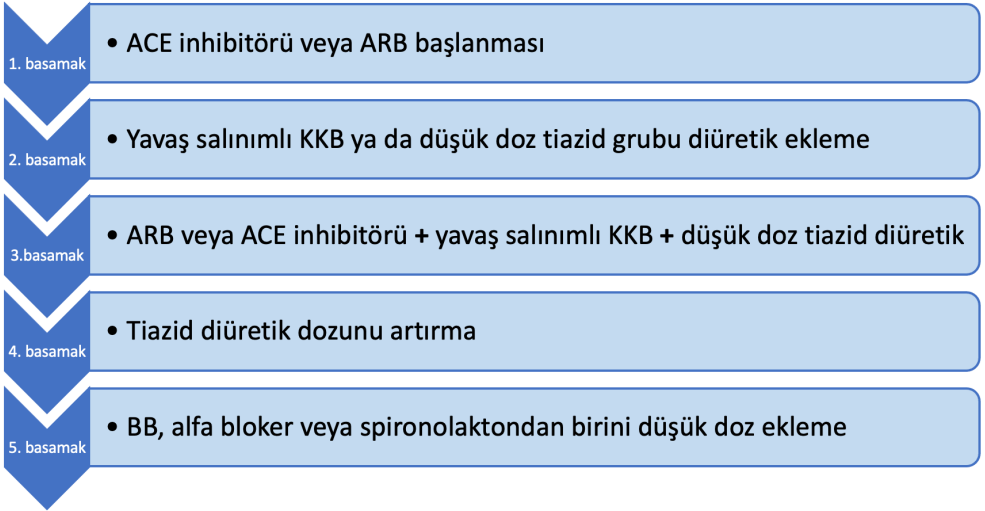 1. basamak
• ACE inhibitörü veya ARB başlanması
2. basamak
• Yavaş salınımlı KKB ya da düşük doz tiazid grubu diüretik ekleme
3.basamak
• ARB veya ACE inhibitörü + yavaş salınımlı KKB + düşük doz tiazid diüretik
4. basamak
• Tiazid diüretik dozunu artırma
5. basamak
• BB, alfa bloker veya spironolaktondan birini düşük doz ekleme